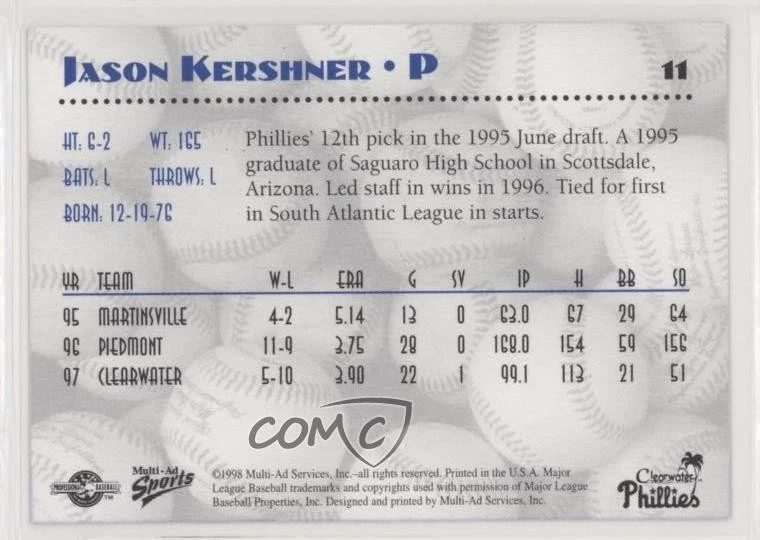 JASON KERSHNER • P 11
HT: 6-2 WT: 165
BATS: L THROWS: L
BORN: 12-19-76
Phillies' 12th pick in the 1995 June draft. A 1995
graduate of Saguaro High School in Scottsdale,
Arizona. Led staff in wins in 1996. Tied for first
in South Atlantic League in starts.
YR TEAM W-L ERA G SV IP H BB SO
95 MARTINSVILLE 4-2 5.14 13 0 63.0 67 29 64
96 PIEDMONT 11-9 3.75 28 0 168.0 154 59 156
97 CLEARWATER 5-10 3.90 22 1 99.1 113 21 51
COMC
PROFESSIONAL BASEBALL
TM
Multi-Ad
Sports
©1998 Multi-Ad Services, Inc.–all rights reserved. Printed in the U.S.A. Major
League Baseball trademarks and copyrights used with permission of Major League
Baseball Properties, Inc. Designed and printed by Multi-Ad Services, Inc.
Clearwater
Phillies